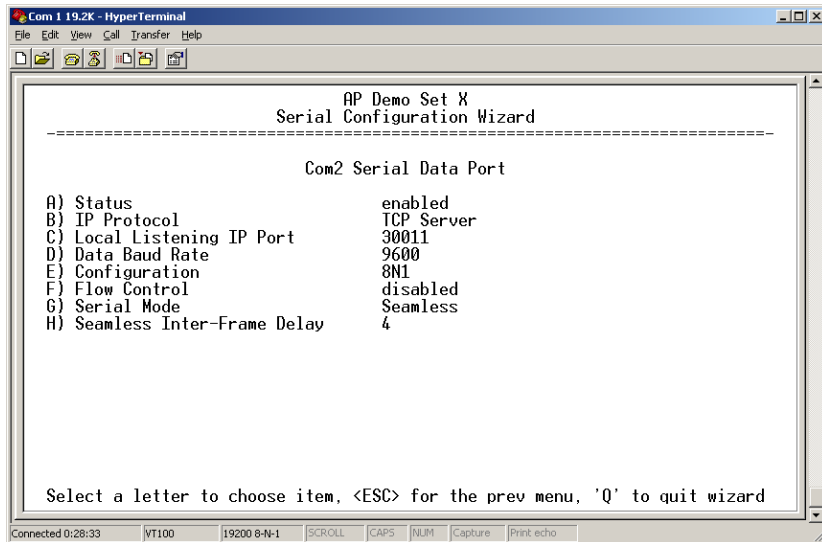 Com 1 19.2K - HyperTerminal
File Edit View Call Transfer Help
AP Demo Set X
Serial Configuration Wizard
-==========================================================================-
Com2 Serial Data Port
A) Status enabled
B) IP Protocol TCP Server
C) Local Listening IP Port 30011
D) Data Baud Rate 9600
E) Configuration 8N1
F) Flow Control disabled
G) Serial Mode Seamless
H) Seamless Inter-Frame Delay 4
Select a letter to choose item, <ESC> for the prev menu, 'Q' to quit wizard
Connected 0:28:33 VT100 19200 8-N-1 SCROLL CAPS NUM Capture Print echo